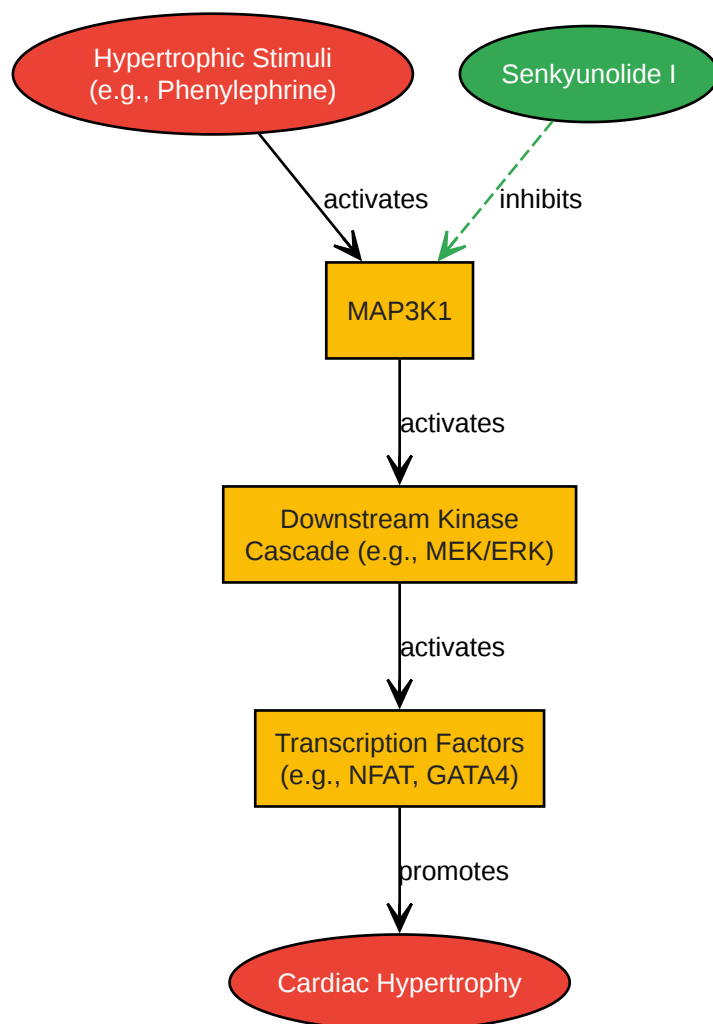 Hypertrophic Stimuli
(e.g., Phenylephrine)
Senkyunolide I
activates
inhibits
MAP3K1
activates
Downstream Kinase
Cascade (e.g., MEK/ERK)
activates
Transcription Factors
(e.g., NFAT, GATA4)
promotes
Cardiac Hypertrophy